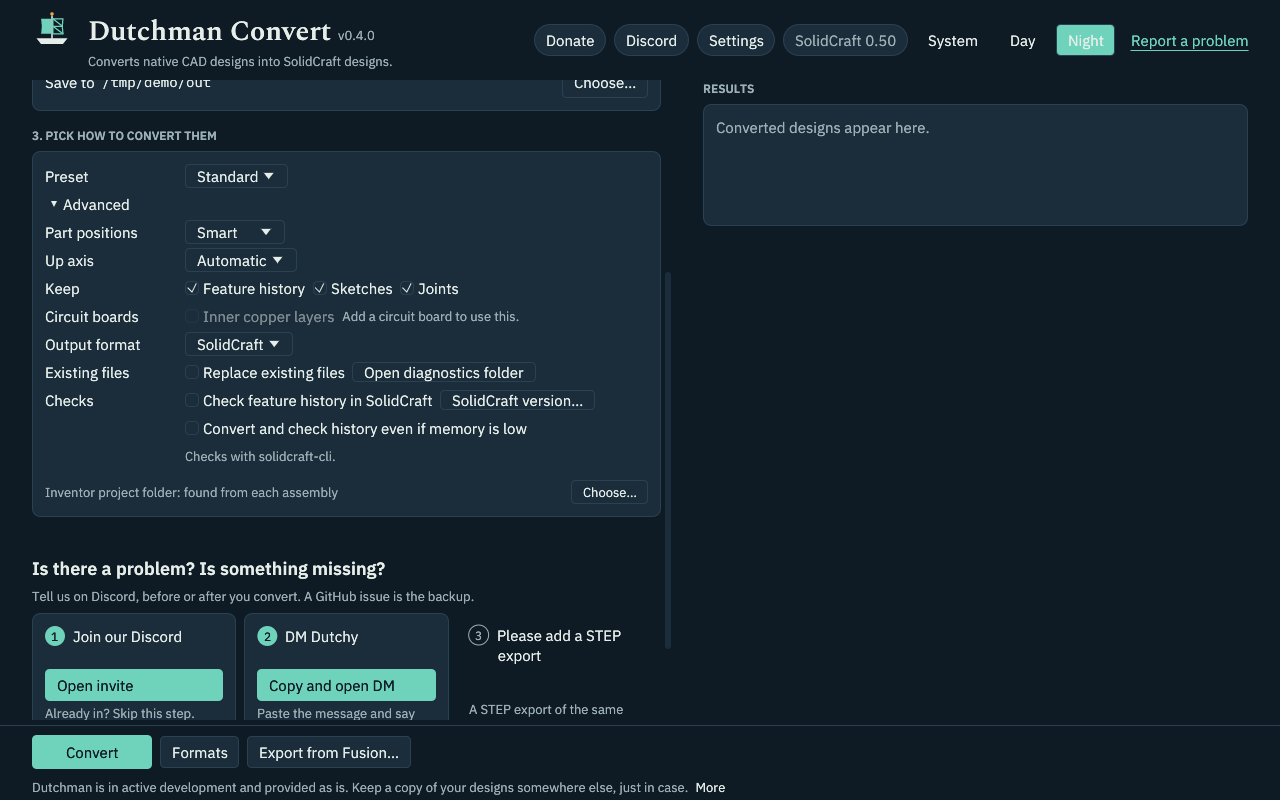 Dutchman Convert v0.4.0
Converts native CAD designs into SolidCraft designs.
Donate
Discord
Settings
SolidCraft 0.50
System
Day
Night
Report a problem
Save to /tmp/demo/out
Choose...
3. PICK HOW TO CONVERT THEM
Preset
Standard
Advanced
Part positions
Smart
Up axis
Automatic
Keep
Feature history
Sketches
Joints
Circuit boards
Inner copper layers
Add a circuit board to use this.
Output format
SolidCraft
Existing files
Replace existing files
Open diagnostics folder
Checks
Check feature history in SolidCraft
SolidCraft version...
Convert and check history even if memory is low
Checks with solidcraft-cli.
Inventor project folder: found from each assembly
Choose...
Is there a problem? Is something missing?
Tell us on Discord, before or after you convert. A GitHub issue is the backup.
1 Join our Discord
Open invite
Already in? Skip this step.
2 DM Dutchy
Copy and open DM
Paste the message and say
3 Please add a STEP
export
A STEP export of the same
RESULTS
Converted designs appear here.
Convert
Formats
Export from Fusion...
Dutchman is in active development and provided as is. Keep a copy of your designs somewhere else, just in case. More